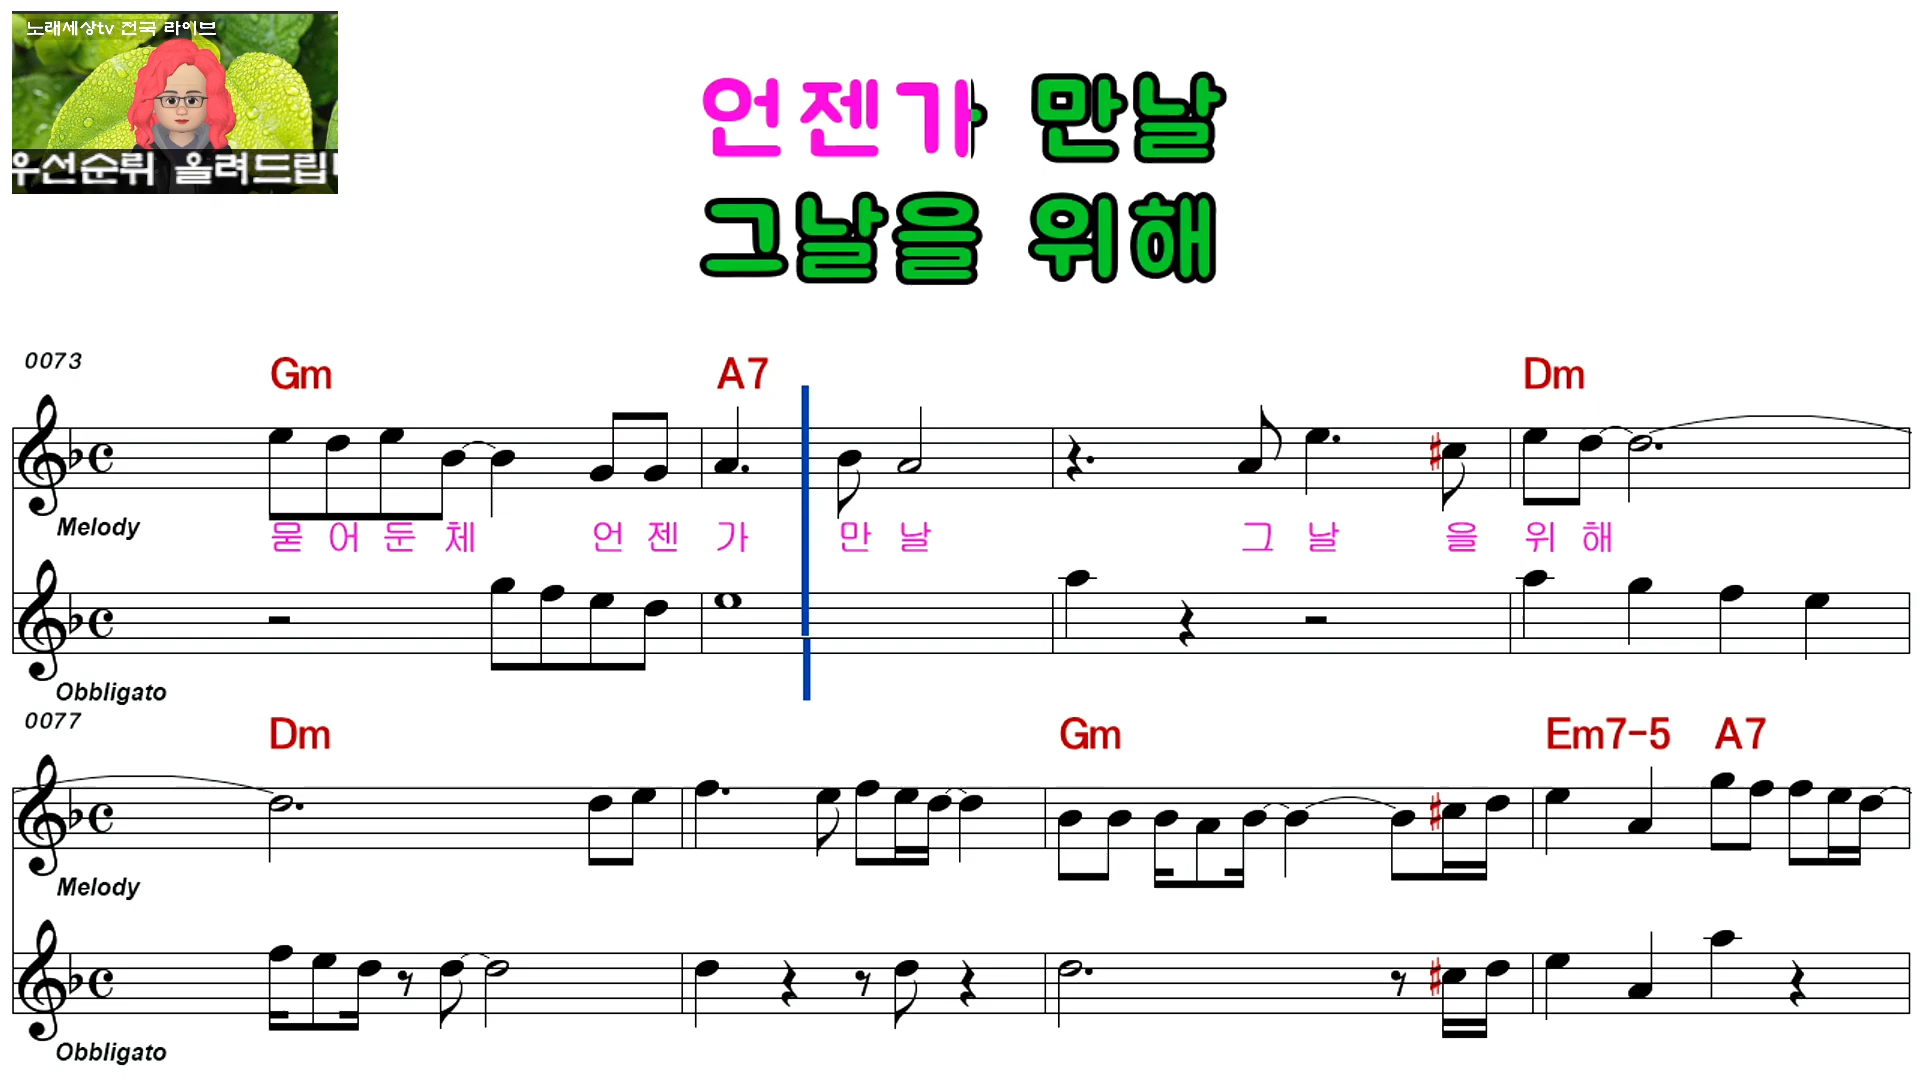 노래세상tv 전국 라이브
우선순위 올려드립니
언젠가 만날
그날을 위해
0073
Gm A7 Dm
Melody
묻어둔체 언젠가 만날 그날을위해
Obbligato
0077
Dm Gm Em7-5 A7
Melody
Obbligato